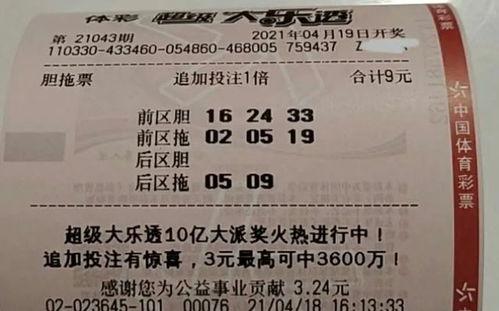 体彩 超级大乐透
第 21043期 2021年04月19日开奖
110330-433460-054860-468005 759437 Z
胆拖票 追加投注1倍 合计9元
前区胆 16 24 33
前区拖 02 05 19
后区胆
后区拖 05 09
超级大乐透10亿大派奖火热进行中！
追加投注有惊喜，3元最高可中3600万！
感谢您为公益事业贡献 3.24元
02-023645-101 00076 21/04/18 16:13:33
中国体育彩票